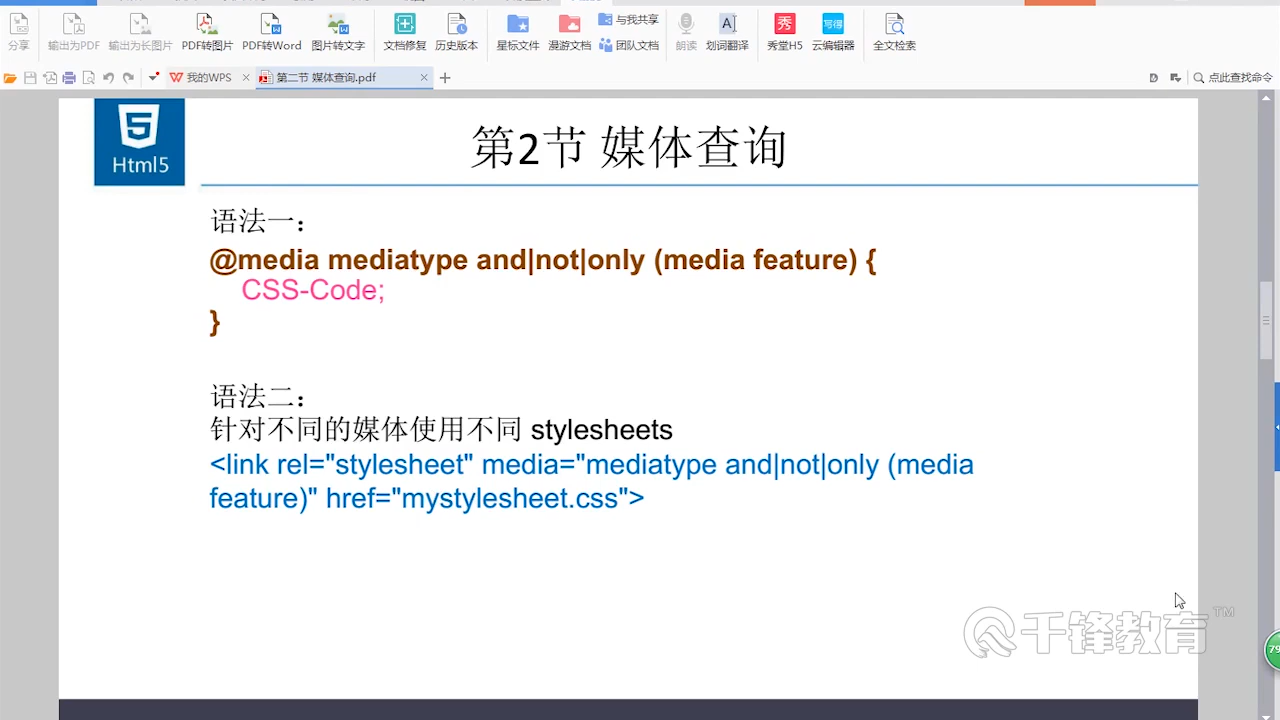 分享
输出为PDF
输出为长图片
PDF转图片
PDF转Word
图片转文字
文档修复
历史版本
星标文件
漫游文档
与我共享
团队文档
朗读
划词翻译
秀堂H5
云编辑器
全文检索
秀
写得
我的WPS
第二节 媒体查询.pdf
点此查找命令
5
Html5
第2节 媒体查询
语法一：
@media mediatype and|not|only (media feature) {
CSS-Code;
}
语法二：
针对不同的媒体使用不同 stylesheets
<link rel="stylesheet" media="mediatype and|not|only (media
feature)" href="mystylesheet.css">
千锋教育™
79